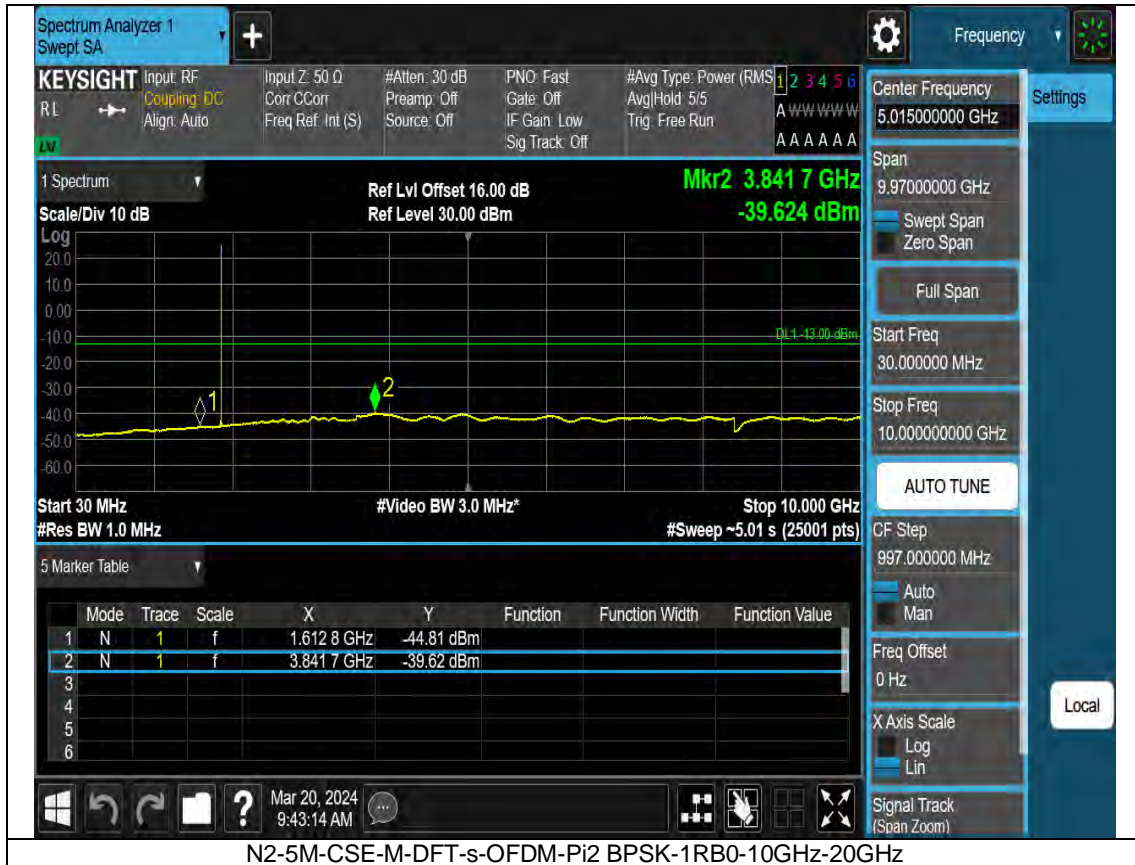 Spectrum Analyzer 1
Swept SA
+
Frequency
KEYSIGHT
RL
Input: RF
Coupling: DC
Align: Auto
Input Z: 50 Ω
Corr CCorr
Freq Ref: Int (S)
#Atten: 30 dB
Preamp: Off
Source: Off
PNO: Fast
Gate: Off
IF Gain: Low
Sig Track: Off
#Avg Type: Power (RMS
Avg|Hold: 5/5
Trig: Free Run
1 2 3 4 5 6
A W W W W W
A A A A A A
1 Spectrum
Scale/Div 10 dB
Ref Lvl Offset 16.00 dB
Ref Level 30.00 dBm
Mkr2 3.841 7 GHz
-39.624 dBm
Log
20.0
10.0
0.00
-10.0
-20.0
-30.0
-40.0
-50.0
-60.0
DL1 -13.00 dBm
1
2
Start 30 MHz
#Video BW 3.0 MHz*
Stop 10.000 GHz
#Res BW 1.0 MHz
#Sweep ~5.01 s (25001 pts)
5 Marker Table
Mode Trace Scale X Y Function Function Width Function Value
1 N 1 f 1.612 8 GHz -44.81 dBm
2 N 1 f 3.841 7 GHz -39.62 dBm
3
4
5
6
Center Frequency
5.015000000 GHz
Settings
Span
9.97000000 GHz
Swept Span
Zero Span
Full Span
Start Freq
30.000000 MHz
Stop Freq
10.000000000 GHz
AUTO TUNE
CF Step
997.000000 MHz
Auto
Man
Freq Offset
0 Hz
X Axis Scale
Log
Lin
Local
Signal Track
(Span Zoom)
?
Mar 20, 2024
9:43:14 AM
N2-5M-CSE-M-DFT-s-OFDM-Pi2 BPSK-1RB0-10GHz-20GHz